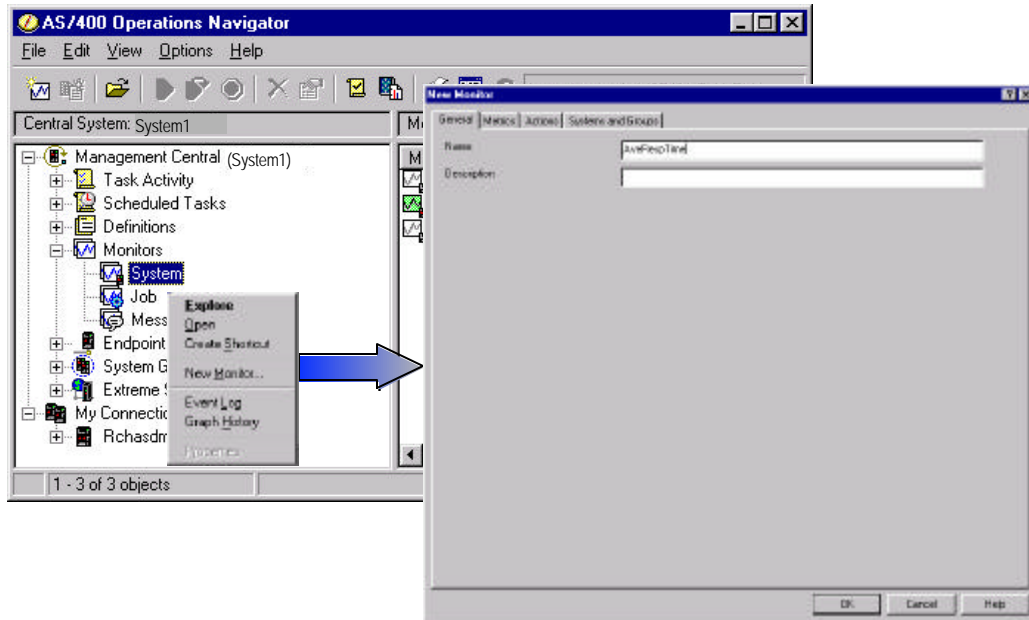 AS/400 Operations Navigator
File Edit View Options Help
Central System: System1
Management Central (System1)
Task Activity
Scheduled Tasks
Definitions
Monitors
System
Job
Mess
Endpoint
System G
Extreme
My Connectio
Rchasdm
1 - 3 of 3 objects
Explore
Open
Create Shortcut
New Monitor...
Event Log
Graph History
Properties
New Monitor
General Metrics Actions Systems and Groups
Name
AveRespTime
Description
OK Cancel Help